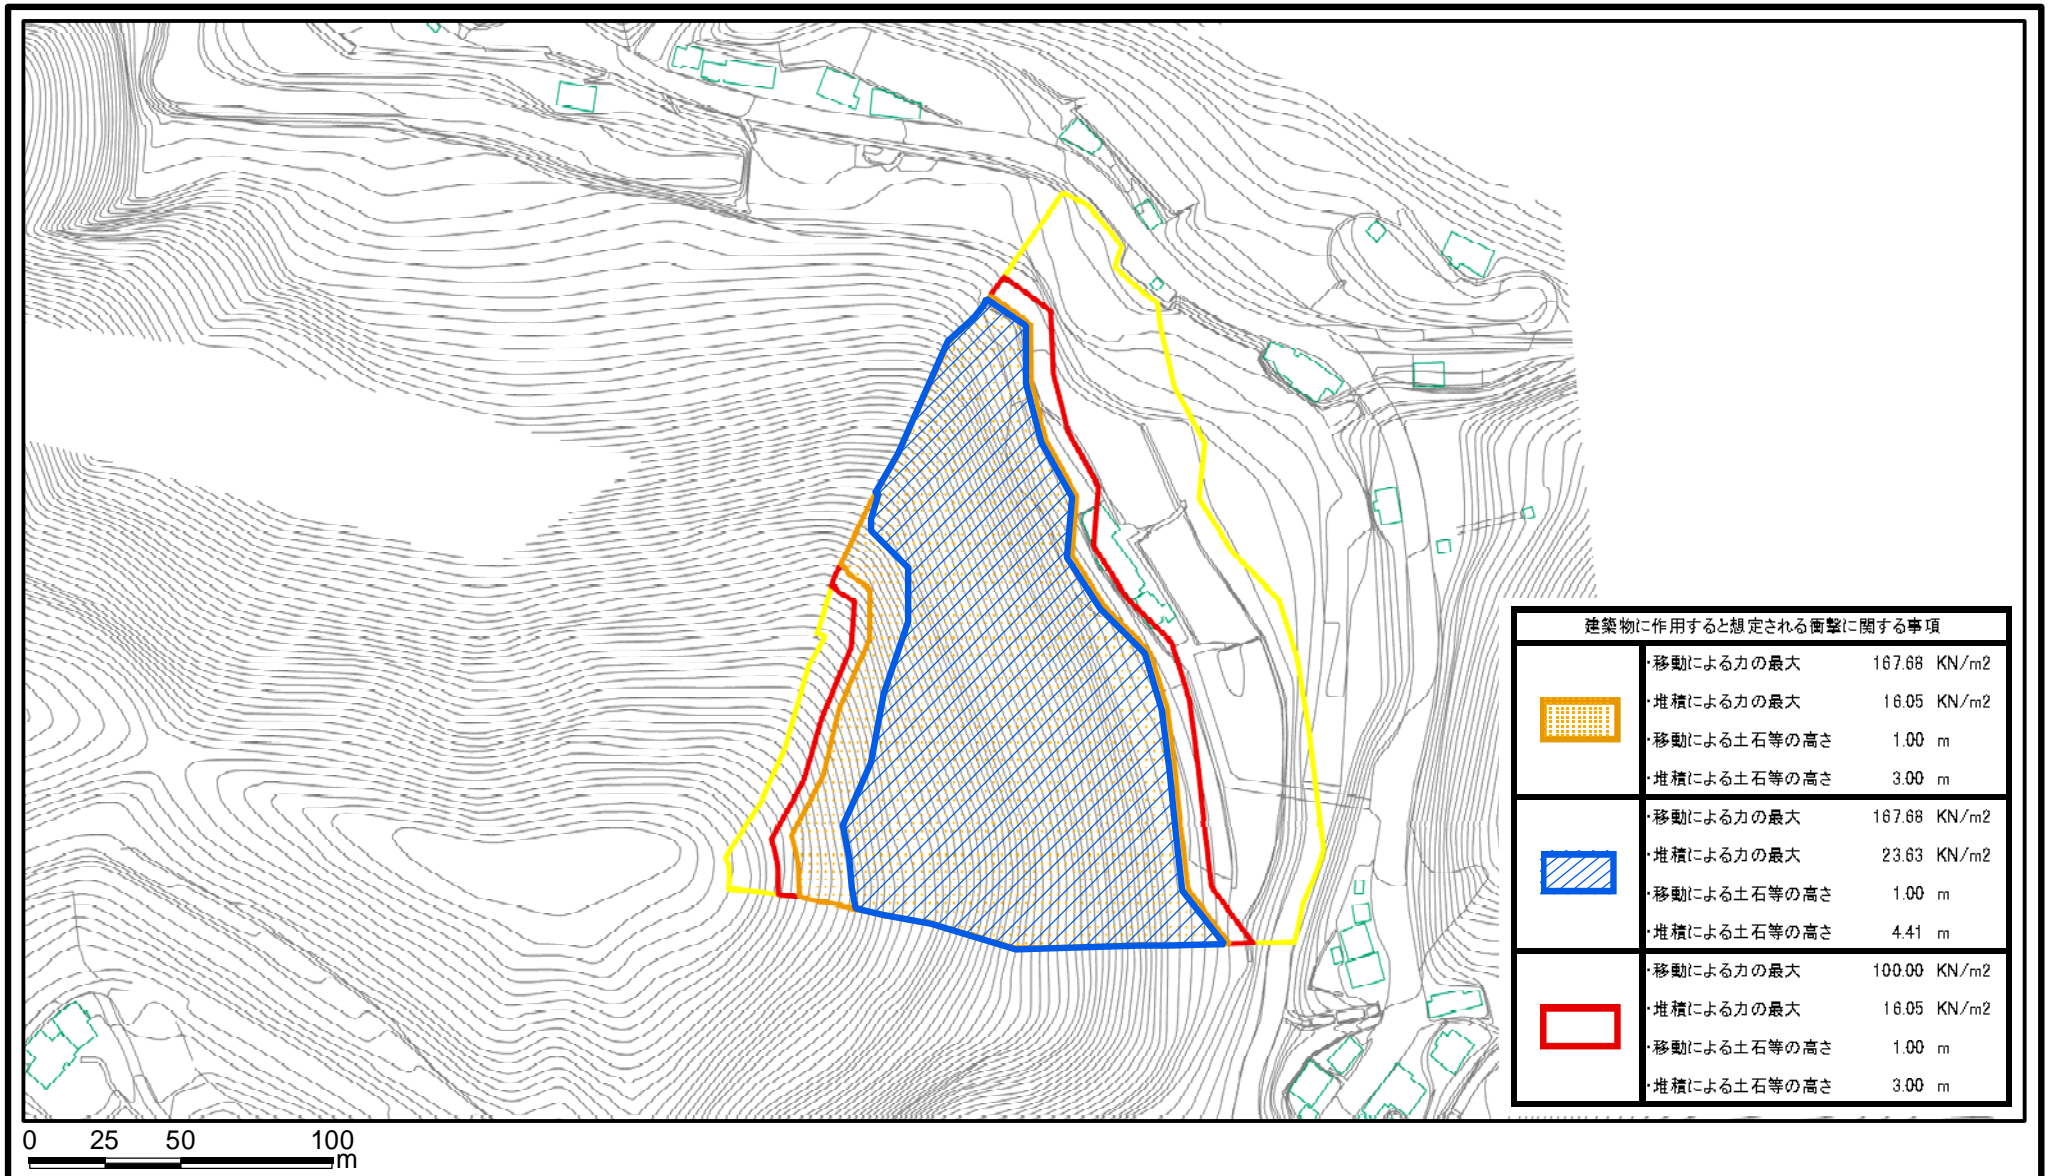 建築物に作用すると想定される衝撃に関する事項
・移動による力の最大 167.68 KN/m2
・堆積による力の最大 16.05 KN/m2
・移動による土石等の高さ 1.00 m
・堆積による土石等の高さ 3.00 m
・移動による力の最大 167.68 KN/m2
・堆積による力の最大 23.63 KN/m2
・移動による土石等の高さ 1.00 m
・堆積による土石等の高さ 4.41 m
・移動による力の最大 100.00 KN/m2
・堆積による力の最大 16.05 KN/m2
・移動による土石等の高さ 1.00 m
・堆積による土石等の高さ 3.00 m
0 25 50 100
m